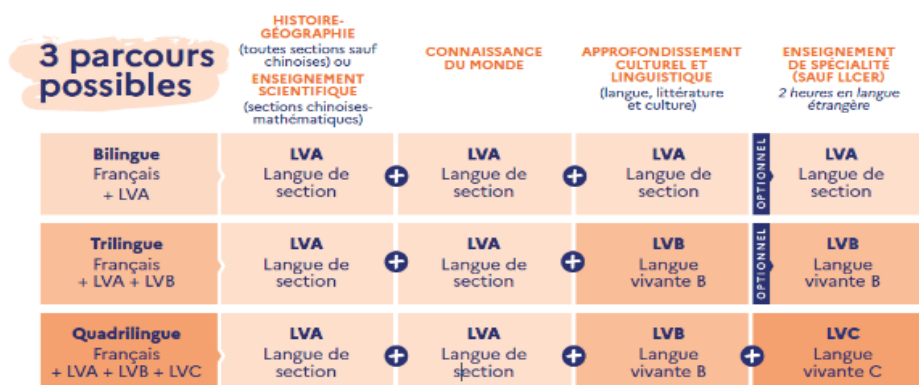 3 parcours
possibles
HISTOIRE-
GÉOGRAPHIE
(toutes sections sauf
chinoises) ou
ENSEIGNEMENT
SCIENTIFIQUE
(sections chinoises-
mathématiques)
CONNAISSANCE
DU MONDE
APPROFONDISSEMENT
CULTUREL ET
LINGUISTIQUE
(langue, littérature
et culture)
ENSEIGNEMENT
DE SPÉCIALITÉ
(SAUF LLCER)
2 heures en langue
étrangère
Bilingue
Français
+ LVA
LVA
Langue de
section
+
LVA
Langue de
section
+
LVA
Langue de
section
OPTIONNEL
LVA
Langue de
section
Trilingue
Français
+ LVA + LVB
LVA
Langue de
section
+
LVA
Langue de
section
+
LVB
Langue
vivante B
OPTIONNEL
LVB
Langue
vivante B
Quadrilingue
Français
+ LVA + LVB + LVC
LVA
Langue de
section
+
LVA
Langue de
section
+
LVB
Langue
vivante B
+
LVC
Langue
vivante C